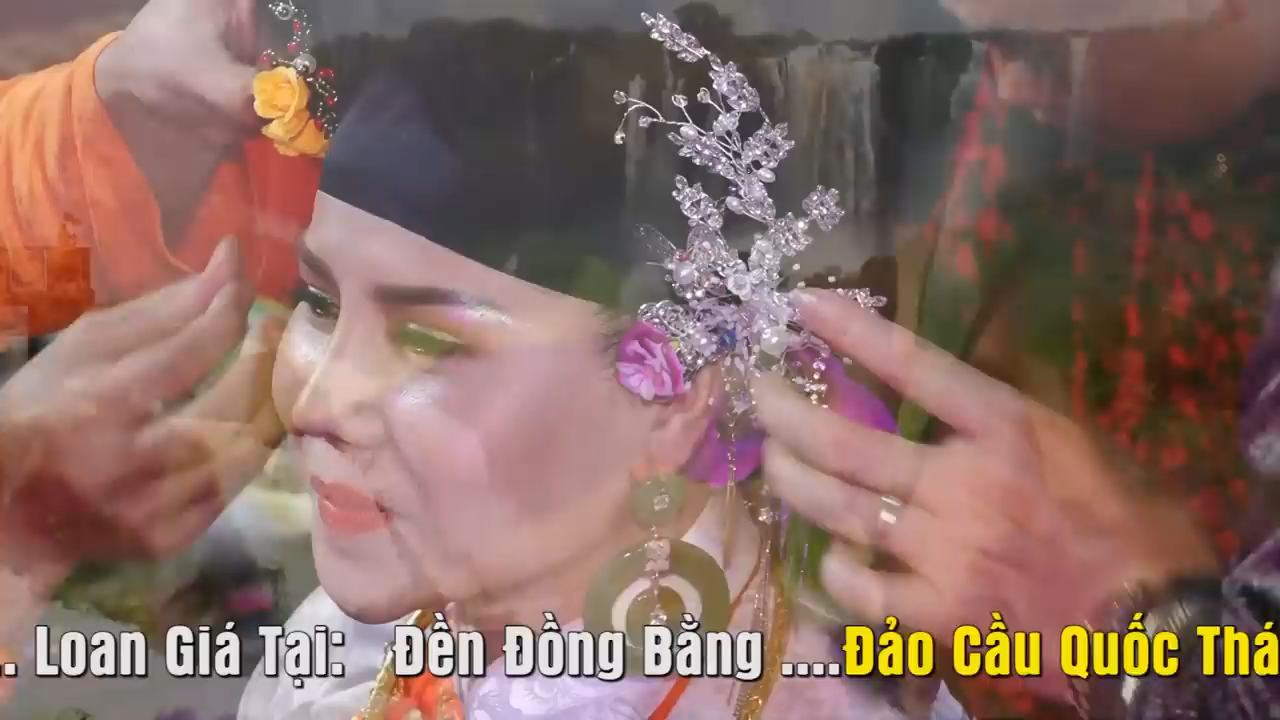 .. Loan Giá Tại: Đền Đồng Bằng ....Đảo Cầu Quốc Thá